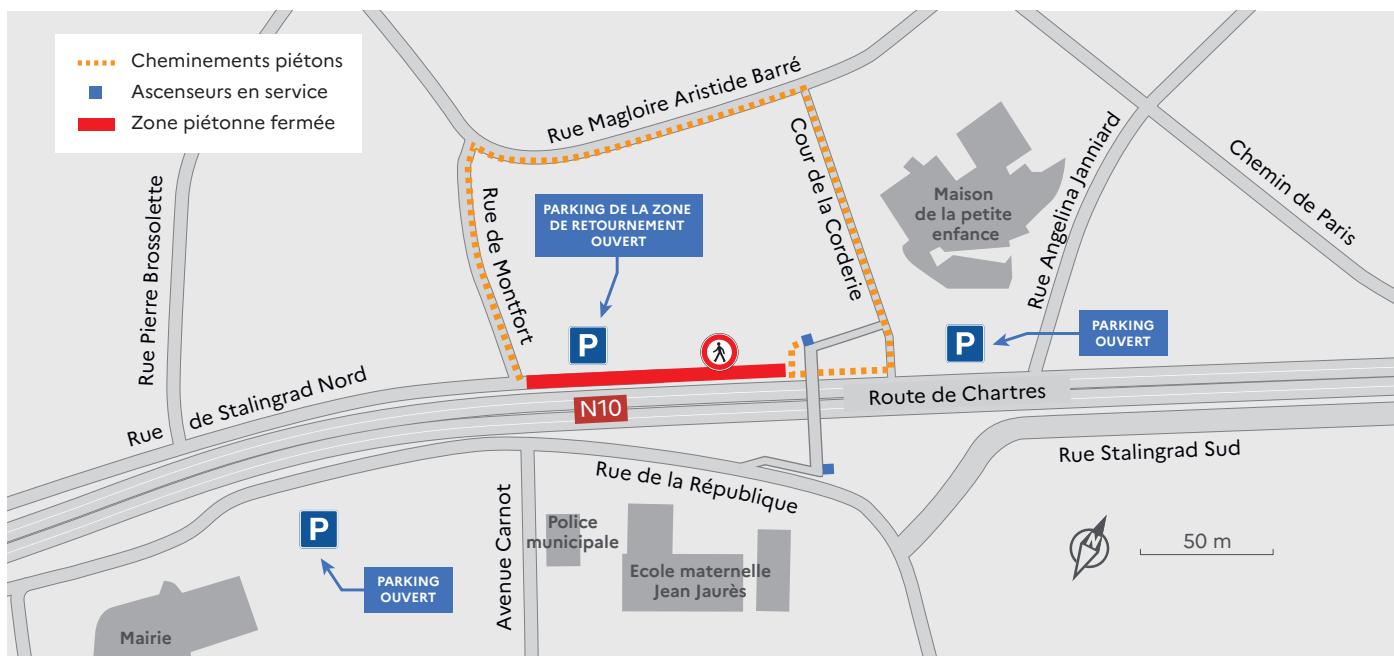 Cheminements piétons
Ascenseurs en service
Zone piétonne fermée
Rue Magloire Aristide Barré
Rue Pierre Brossolette
Rue de Montfort
PARKING DE LA ZONE
DE RETOURNEMENT
OUVERT
P
Cour de la Corderie
Maison
de la petite
enfance
Rue Angelina Janniard
Chemin de Paris
P
PARKING
OUVERT
Rue de Stalingrad Nord
N10
Route de Chartres
Rue Stalingrad Sud
Rue de la République
Avenue Carnot
P
PARKING
OUVERT
Mairie
Police
municipale
Ecole maternelle
Jean Jaurès
N
50 m